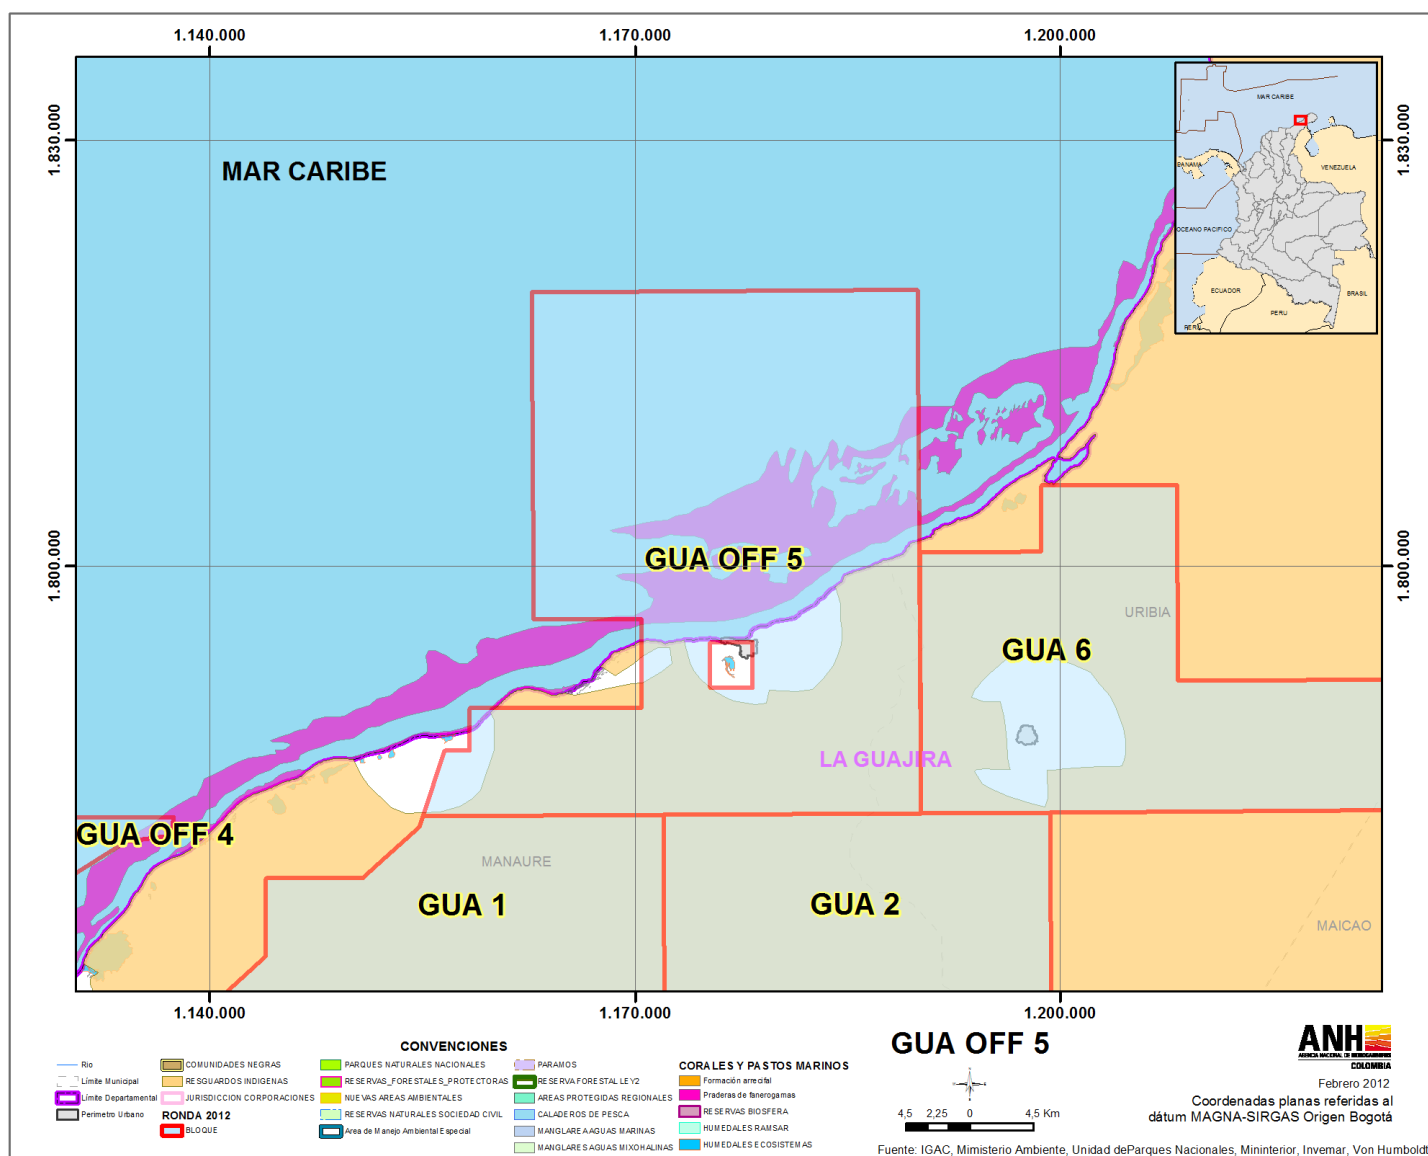 1.140.000 1.170.000 1.200.000
1.830.000
1.830.000
MAR CARIBE
MAR CARIBE
PANAMA
VENEZUELA
OCEANO PACIFICO
ECUADOR
BRASIL
PERU
PERU
GUA OFF 5
1.800.000
1.800.000
URIBIA
GUA 6
LA GUAJIRA
GUA OFF 4
MANAURE
GUA 1
GUA 2
MAICAO
1.140.000 1.170.000 1.200.000
GUA OFF 5
CONVENCIONES
Rio
Límite Municipal
Límite Departamental
Perimetro Urbano
COMUNIDADES NEGRAS
RESGUARDOS INDIGENAS
JURISDICCION CORPORACIONES
RONDA 2012
BLOQUE
PARQUES NATURALES NACIONALES
RESERVAS_FORESTALES_PROTECTORAS
NUEVAS AREAS AMBIENTALES
RESERVAS NATURALES SOCIEDAD CIVIL
Area de Manejo Ambiental Especial
PARAMOS
RESERVA FORESTAL LEY2
AREAS PROTEGIDAS REGIONALES
CALADEROS DE PESCA
MANGLARE AGUAS MARINAS
MANGLARES AGUAS MIXOHALINAS
CORALES Y PASTOS MARINOS
Formación arrecifal
Praderas de fanerogamas
RESERVAS BIOSFERA
HUMEDALES RAMSAR
HUMEDALES ECOSISTEMAS
4,5 2,25 0 4,5 Km
ANH
AGENCIA NACIONAL DE HIDROCARBUROS
COLOMBIA
Febrero 2012
Coordenadas planas referidas al
dátum MAGNA-SIRGAS Origen Bogotá
Fuente: IGAC, Mimisterio Ambiente, Unidad deParques Nacionales, Mininterior, Invemar, Von Humboldt